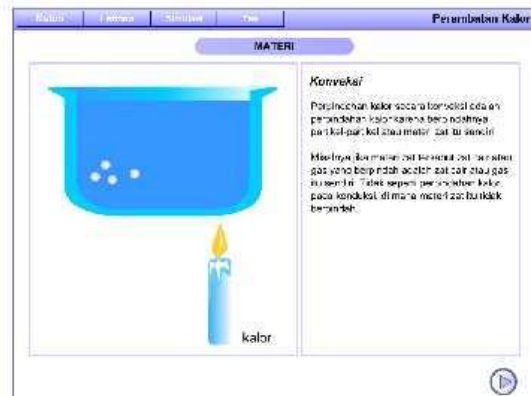 Materi
Simulasi
Tes
Perambatan Kalor
MATERI
Konveksi
Perpindahan kalor secara konveksi adalah
perpindahan kalor karena berpindahnya
partikel-partikel atau materi zat itu sendiri
Misalnya jika materi zat tersebut zat cair atau
gas yang berpindah adalah zat cair atau gas
itu sendiri. Tidak seperti perpindahan kalor
pada konduksi, di mana materi zat itu tidak
berpindah.
kalor